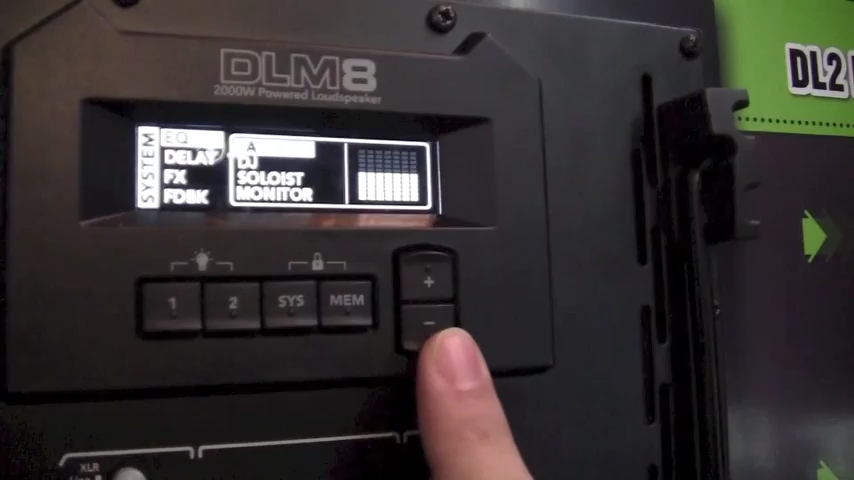 DLM8
2000W Powered Loudspeaker
SYSTEM
EQ
DELAY
FX
FDBK
A
DJ
SOLOIST
MONITOR
1
2
SYS
MEM
+
−
XLR
DL2